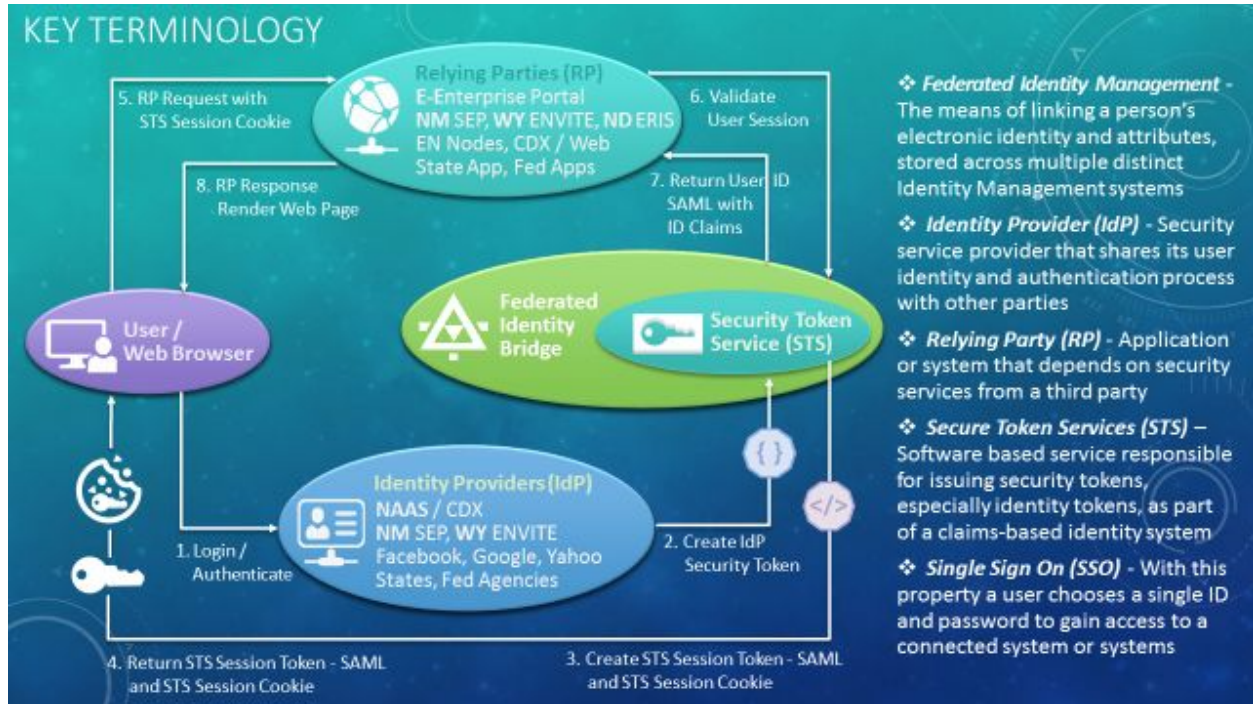 KEY TERMINOLOGY
Relying Parties (RP)
E-Enterprise Portal
NM SEP, WY ENVITE, ND ERIS
EN Nodes, CDX / Web
State App, Fed Apps
5. RP Request with
STS Session Cookie
6. Validate
User Session
8. RP Response
Render Web Page
7. Return User ID
SAML with
ID Claims
User /
Web Browser
Federated
Identity
Bridge
Security Token
Service (STS)
{ }
</>
Identity Providers (IdP)
NAAS / CDX
NM SEP, WY ENVITE
Facebook, Google, Yahoo
States, Fed Agencies
1. Login /
Authenticate
2. Create IdP
Security Token
4. Return STS Session Token - SAML
and STS Session Cookie
3. Create STS Session Token - SAML
and STS Session Cookie
❖ Federated Identity Management -
The means of linking a person's
electronic identity and attributes,
stored across multiple distinct
Identity Management systems
❖ Identity Provider (IdP) - Security
service provider that shares its user
identity and authentication process
with other parties
❖ Relying Party (RP) - Application
or system that depends on security
services from a third party
❖ Secure Token Services (STS) –
Software based service responsible
for issuing security tokens,
especially identity tokens, as part
of a claims-based identity system
❖ Single Sign On (SSO) - With this
property a user chooses a single ID
and password to gain access to a
connected system or systems